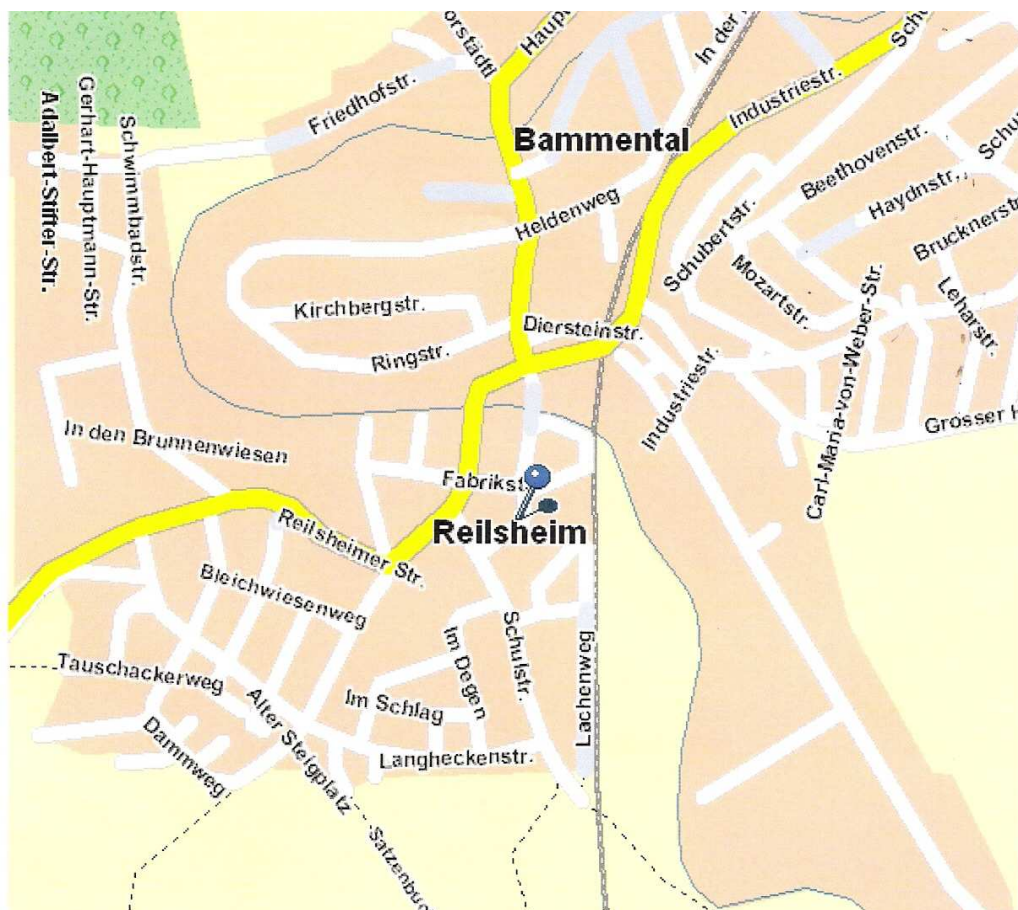 Friedhofstr.
Industriestr.
Schwimmbadstr.
Gerhart-Hauptmann-Str.
Adalbert-Stifter-Str.
Bammental
Beethovenstr.
Haydnstr.
Heldenweg
Schubertstr.
Mozartstr.
Kirchbergstr.
Diersteinstr.
Ringstr.
Leharstr.
Carl-Maria-von-Weber-Str.
Industriestr.
In den Brunnenwiesen
Fabrikst
Reilsheim
Reilsheimer Str.
Bleichwiesenweg
Schulstr.
Im Degen
Lachenweg
Tauschackerweg
Im Schlag
Alter Steigplatz
Langheckenstr.
Dammweg